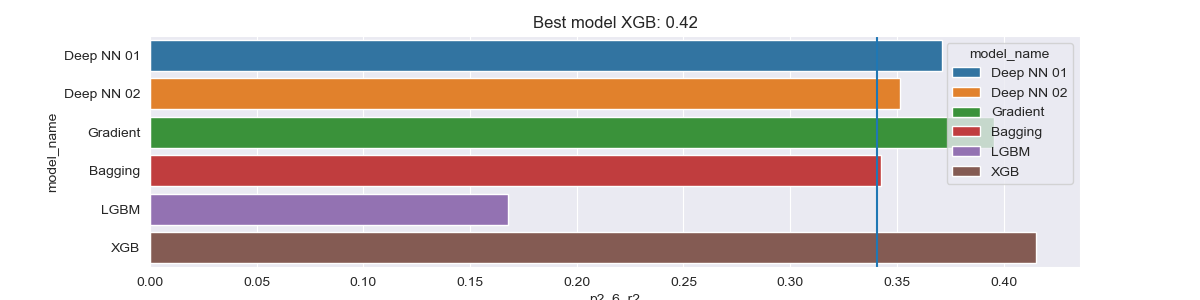 Best model XGB: 0.42
model_name
Deep NN 01
Deep NN 02
Gradient
Bagging
LGBM
XGB
model_name
Deep NN 01
Deep NN 02
Gradient
Bagging
LGBM
XGB
0.00 0.05 0.10 0.15 0.20 0.25 0.30 0.35 0.40